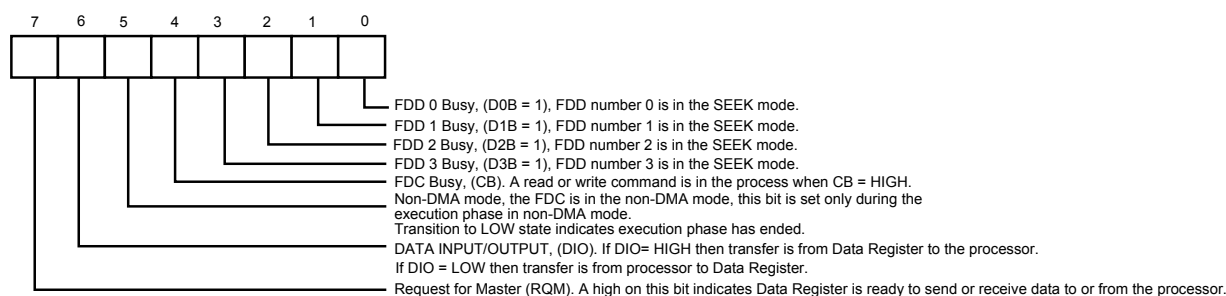 7 6 5 4 3 2 1 0
FDD 0 Busy, (D0B = 1), FDD number 0 is in the SEEK mode.
FDD 1 Busy, (D1B = 1), FDD number 1 is in the SEEK mode.
FDD 2 Busy, (D2B = 1), FDD number 2 is in the SEEK mode.
FDD 3 Busy, (D3B = 1), FDD number 3 is in the SEEK mode.
FDC Busy, (CB). A read or write command is in the process when CB = HIGH.
Non-DMA mode, the FDC is in the non-DMA mode, this bit is set only during the
execution phase in non-DMA mode.
Transition to LOW state indicates execution phase has ended.
DATA INPUT/OUTPUT, (DIO). If DIO= HIGH then transfer is from Data Register to the processor.
If DIO = LOW then transfer is from processor to Data Register.
Request for Master (RQM). A high on this bit indicates Data Register is ready to send or receive data to or from the processor.